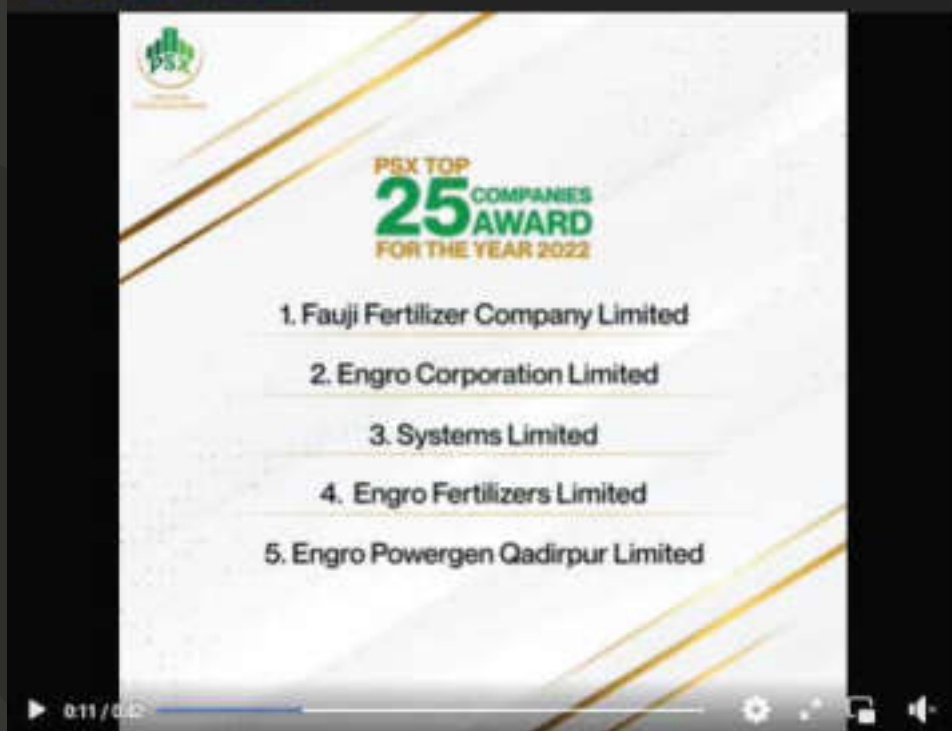 PSX
PSX TOP
25 COMPANIES
AWARD
FOR THE YEAR 2022
1. Fauji Fertilizer Company Limited
2. Engro Corporation Limited
3. Systems Limited
4. Engro Fertilizers Limited
5. Engro Powergen Qadirpur Limited
0:11 /